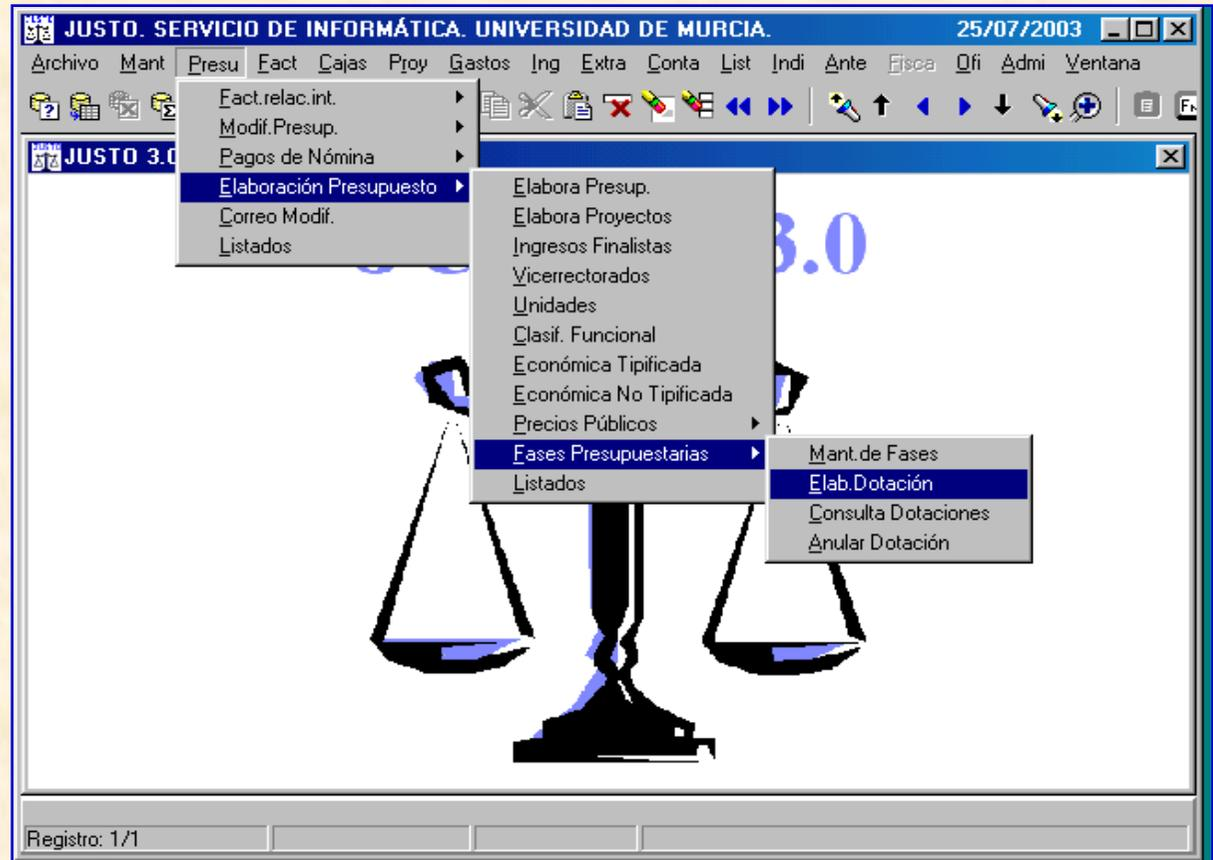 JUSTO. SERVICIO DE INFORMÁTICA. UNIVERSIDAD DE MURCIA. 25/07/2003
Archivo Mant Presu Fact Cajas Proy Gastos Ing Extra Conta List Indi Ante Fisca Ofi Admi Ventana
JUSTO 3.0
Fact.relac.int.
Modif.Presup.
Pagos de Nómina
Elaboración Presupuesto
Correo Modif.
Listados
Elabora Presup.
Elabora Proyectos
Ingresos Finalistas
Vicerrectorados
Unidades
Clasif. Funcional
Económica Tipificada
Económica No Tipificada
Precios Públicos
Fases Presupuestarias
Listados
Mant.de Fases
Elab.Dotación
Consulta Dotaciones
Anular Dotación
3.0
Registro: 1/1